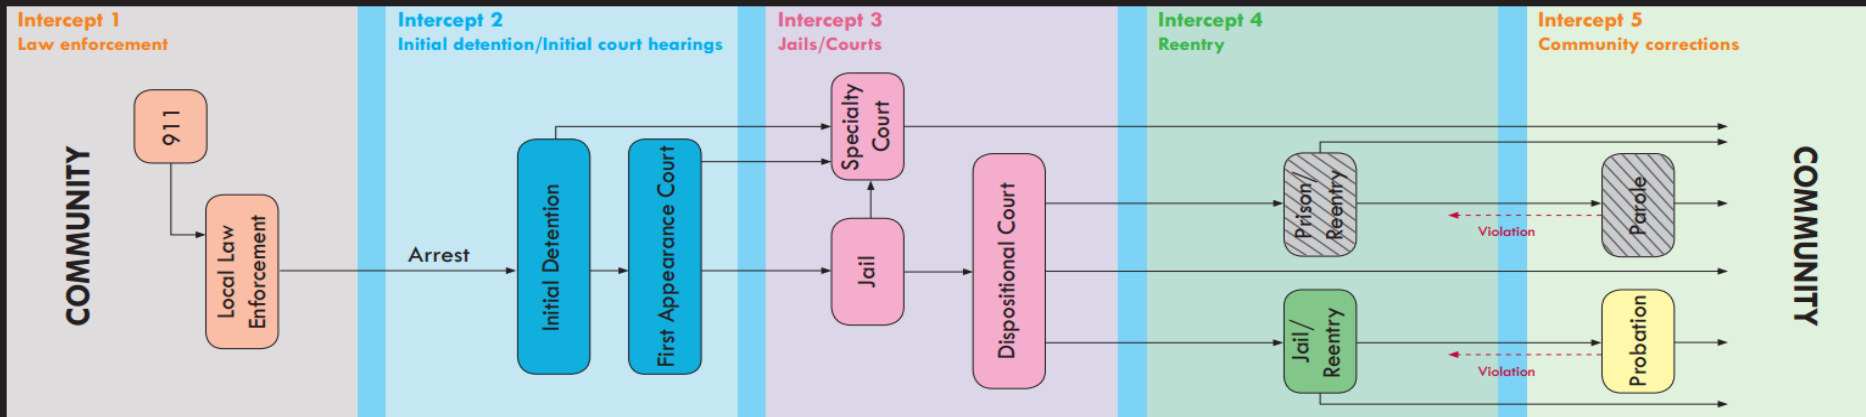 Intercept 1
Law enforcement
Intercept 2
Initial detention/Initial court hearings
Intercept 3
Jails/Courts
Intercept 4
Reentry
Intercept 5
Community corrections
COMMUNITY
911
Local Law
Enforcement
Arrest
Initial Detention
First Appearance Court
Specialty
Court
Jail
Dispositional Court
Prison/
Reentry
Violation
Parole
Jail/
Reentry
Violation
Probation
COMMUNITY